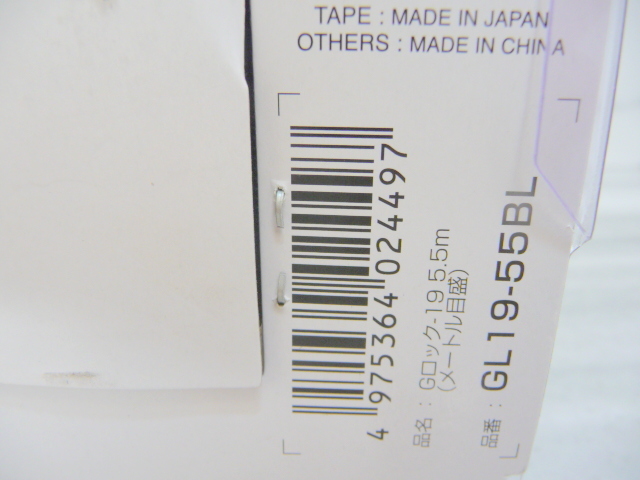 TAPE : MADE IN JAPAN
OTHERS : MADE IN CHINA
4 975364 024497
品名 : Gロック-19 5.5m
(メートル目盛)
品番 : GL19-55BL